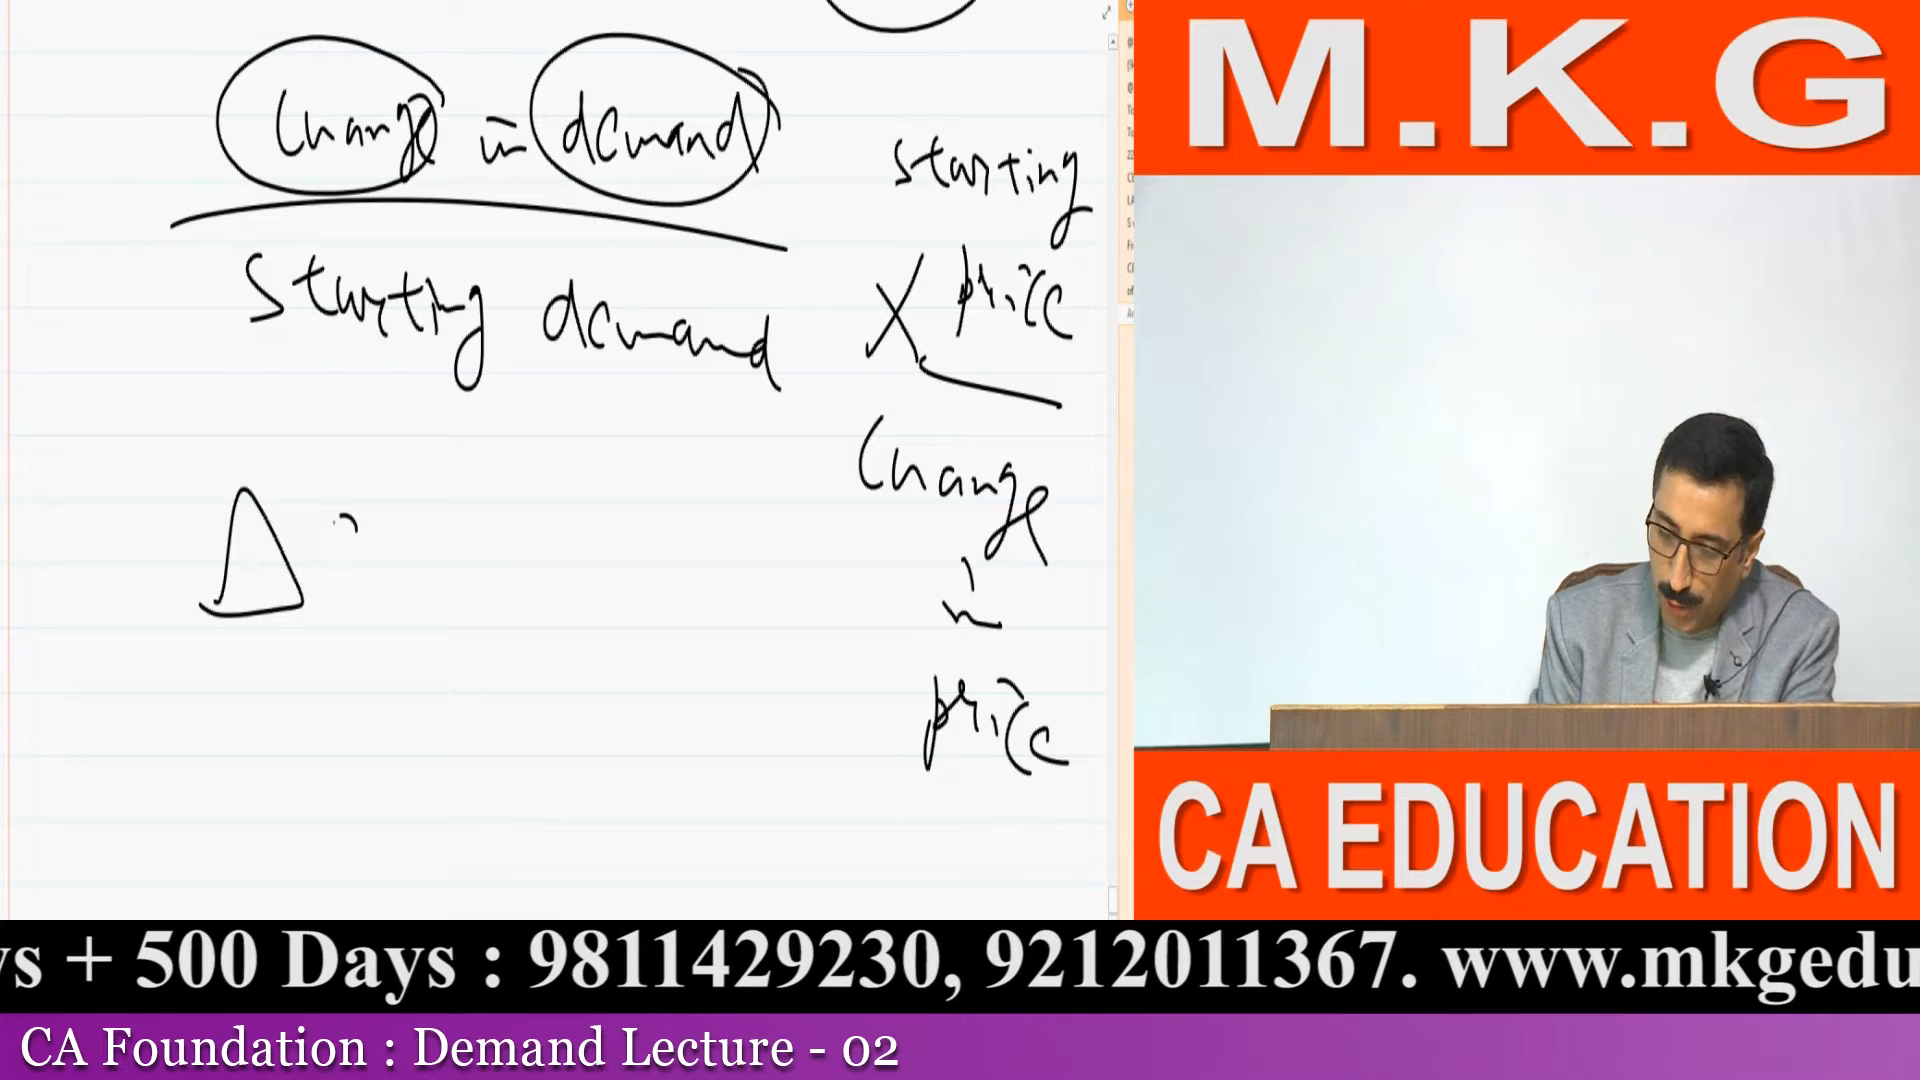 change in demand
starting demand
starting
X price
change
in
price
Δ
M.K.G
CA EDUCATION
ys + 500 Days : 9811429230, 9212011367. www.mkgedu
CA Foundation : Demand Lecture - 02